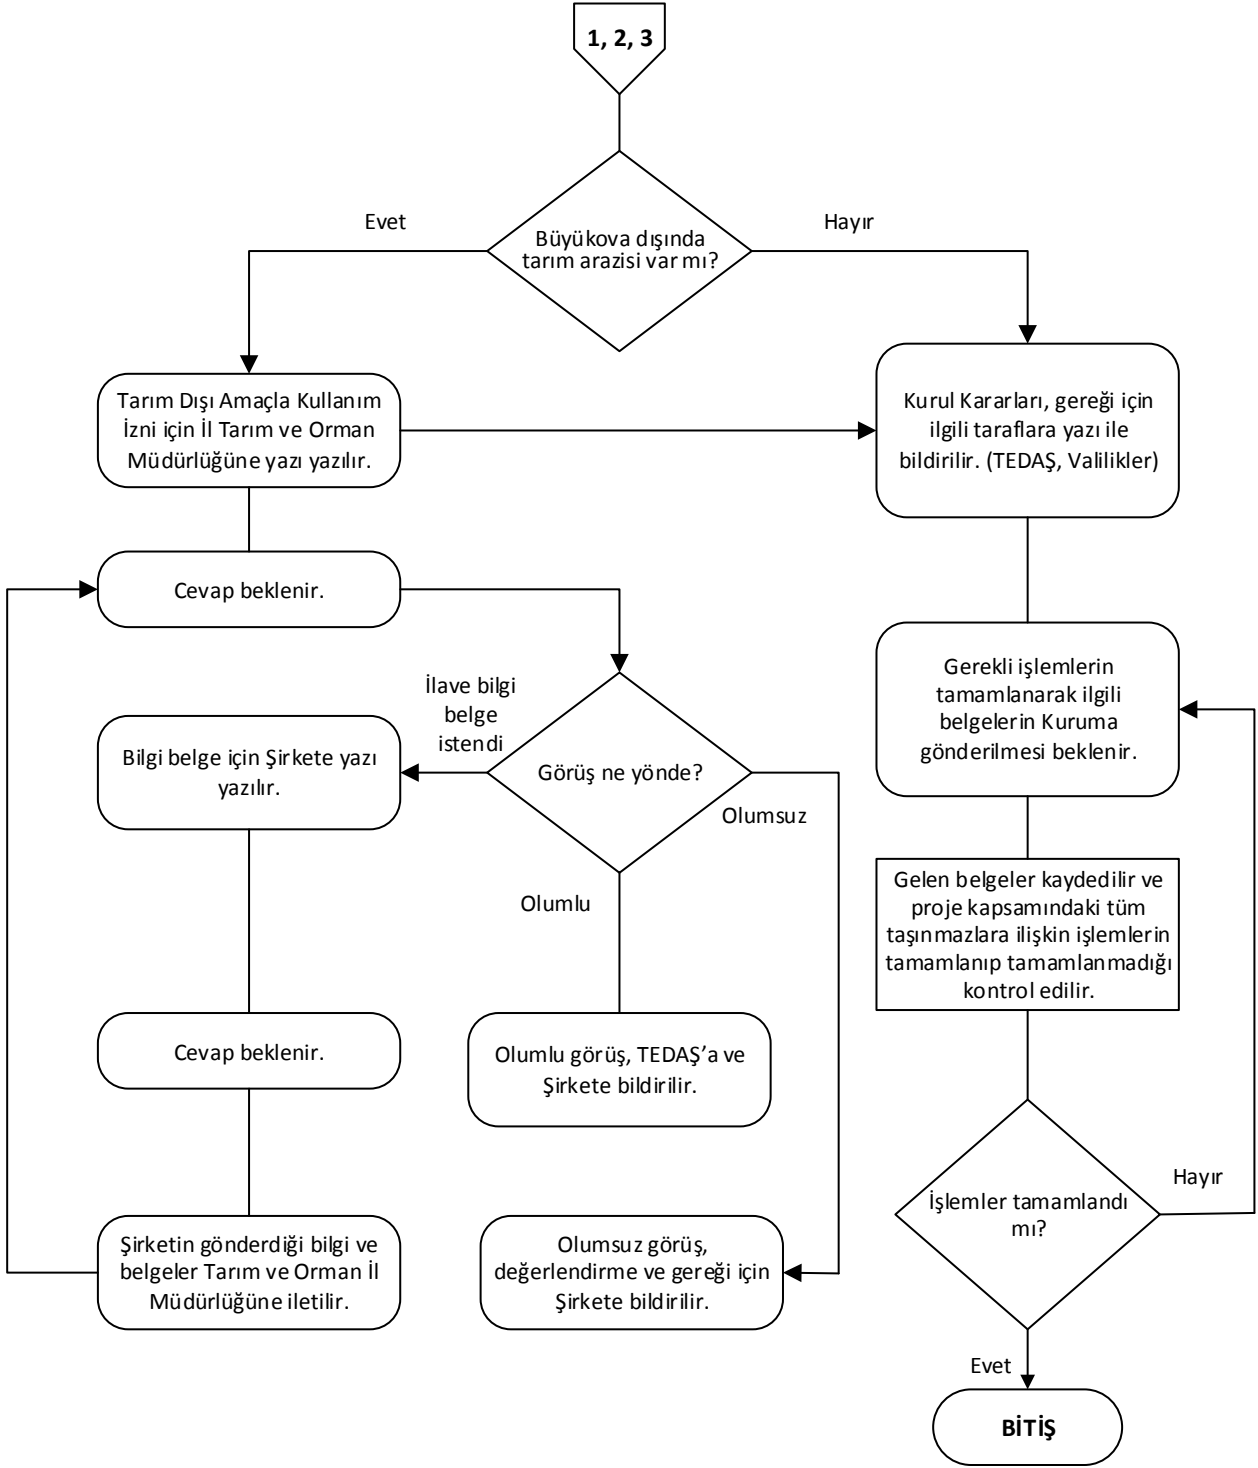 1, 2, 3
Evet
Hayır
Büyükova dışında
tarım arazisi var mı?
Tarım Dışı Amaçla Kullanım
İzni için İl Tarım ve Orman
Müdürlüğüne yazı yazılır.
Kurul Kararları, gereği için
ilgili taraflara yazı ile
bildirilir. (TEDAŞ, Valilikler)
Cevap beklenir.
İlave bilgi
belge
istendi
Bilgi belge için Şirkete yazı
yazılır.
Görüş ne yönde?
Olumsuz
Olumlu
Gerekli işlemlerin
tamamlanarak ilgili
belgelerin Kuruma
gönderilmesi beklenir.
Gelen belgeler kaydedilir ve
proje kapsamındaki tüm
taşınmazlara ilişkin işlemlerin
tamamlanıp tamamlanmadığı
kontrol edilir.
Cevap beklenir.
Olumlu görüş, TEDAŞ’a ve
Şirkete bildirilir.
Hayır
İşlemler tamamlandı
mı?
Şirketin gönderdiği bilgi ve
belgeler Tarım ve Orman İl
Müdürlüğüne iletilir.
Olumsuz görüş,
değerlendirme ve gereği için
Şirkete bildirilir.
Evet
BİTİŞ